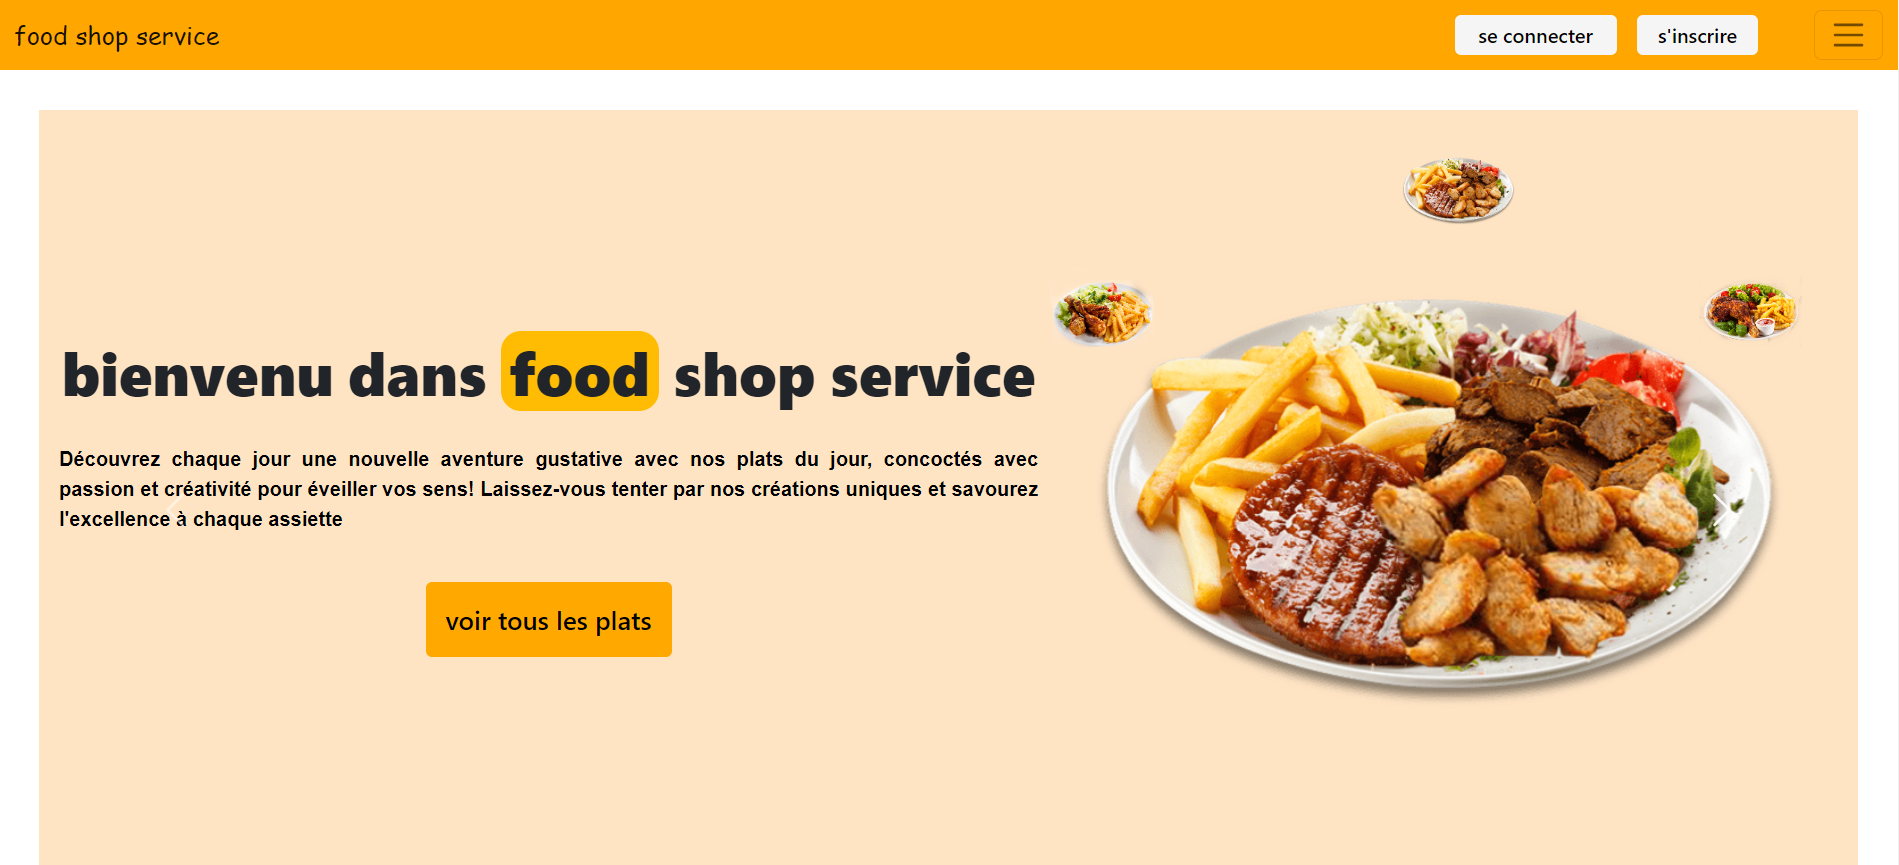 food shop service
se connecter
s'inscrire
bienvenu dans food shop service
Découvrez chaque jour une nouvelle aventure gustative avec nos plats du jour, concoctés avec
passion et créativité pour éveiller vos sens! Laissez-vous tenter par nos créations uniques et savourez
l'excellence à chaque assiette
voir tous les plats